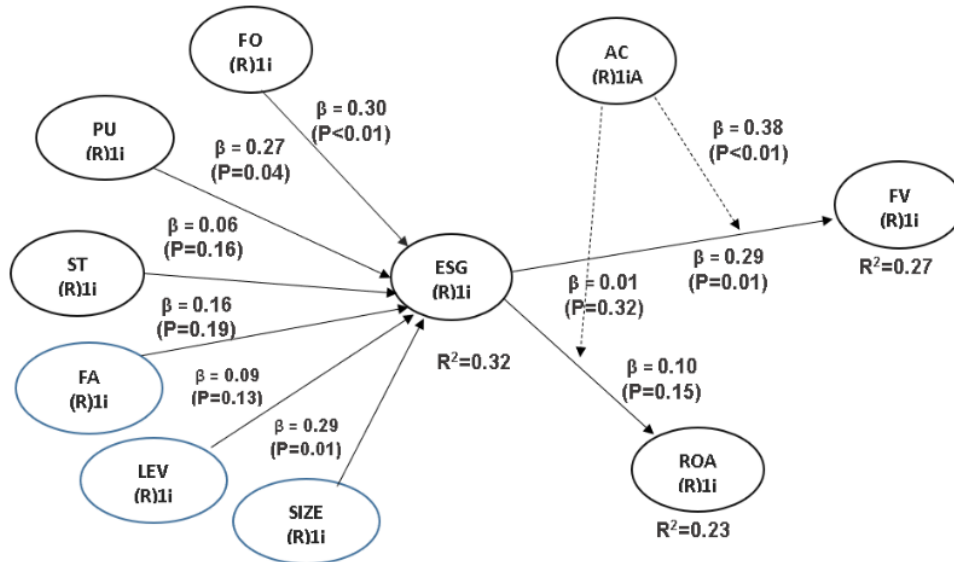 FO
(R)1i
AC
(R)1iA
β = 0.30
(P<0.01)
PU
(R)1i
β = 0.27
(P=0.04)
β = 0.38
(P<0.01)
FV
(R)1i
β = 0.06
(P=0.16)
ST
(R)1i
ESG
(R)1i
β = 0.29
(P=0.01)
R²=0.27
β = 0.01
(P=0.32)
β = 0.16
(P=0.19)
R²=0.32
FA
(R)1i
β = 0.09
(P=0.13)
β = 0.10
(P=0.15)
β = 0.29
(P=0.01)
LEV
(R)1i
ROA
(R)1i
SIZE
(R)1i
R²=0.23